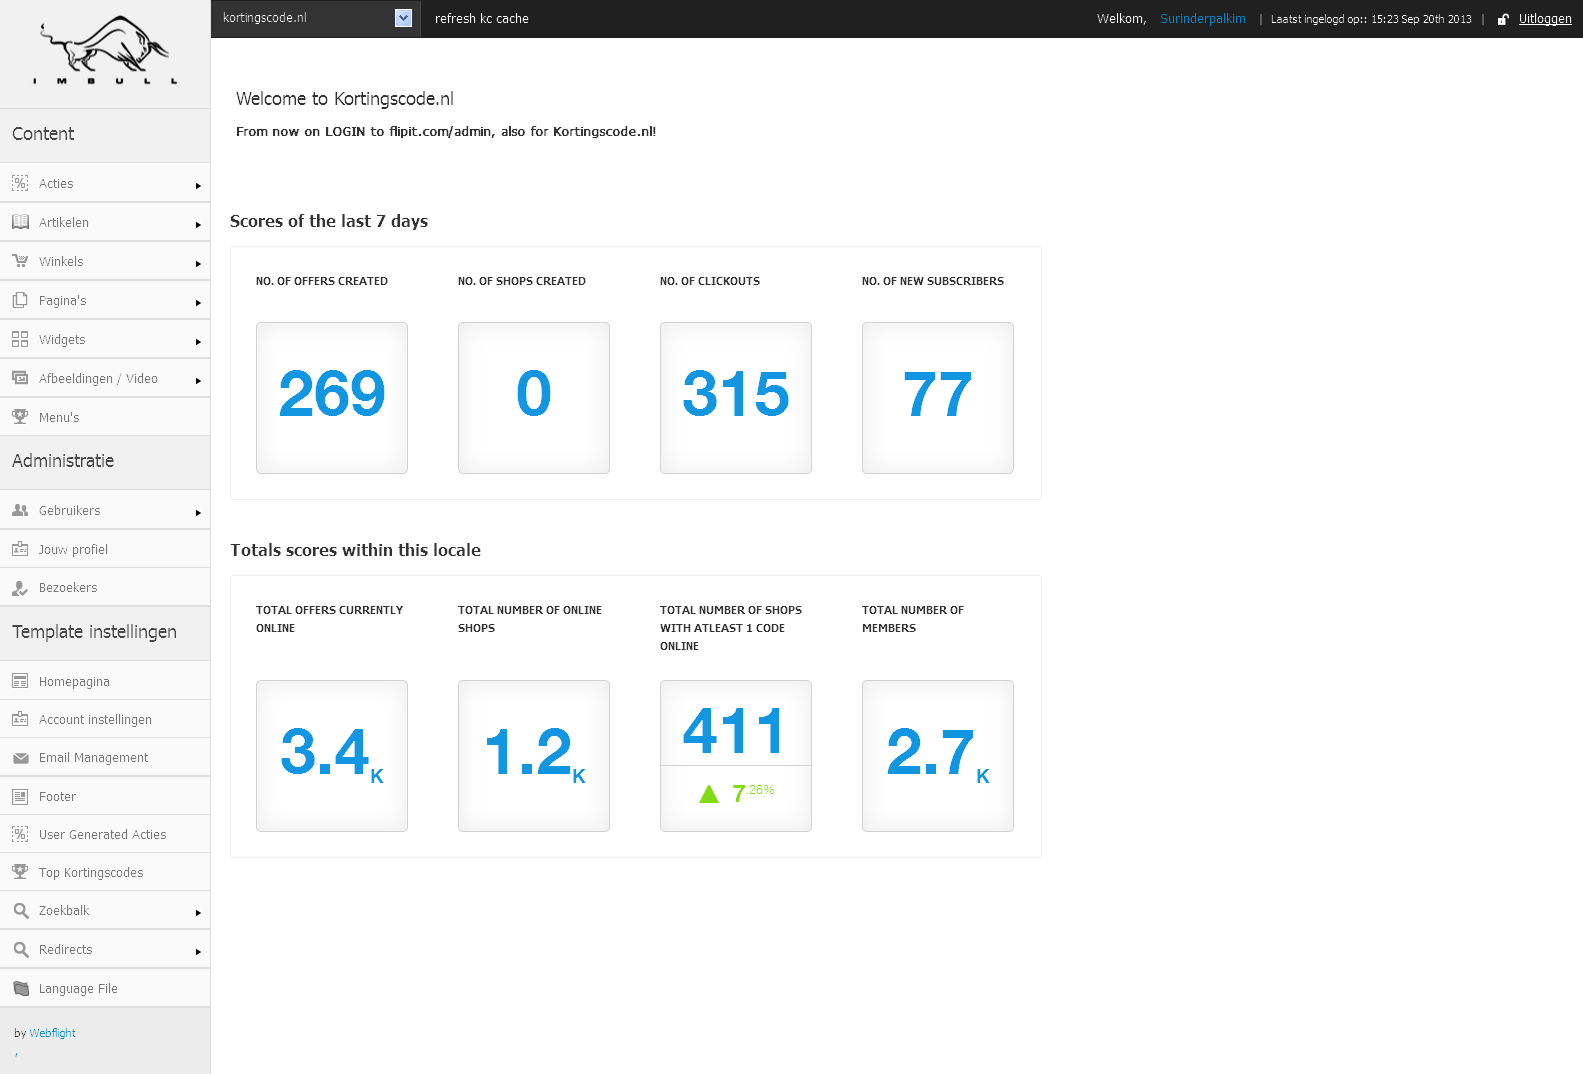 IMBULL
kortingscode.nl
refresh kc cache
Welkom, Surinderpalkim | Laatst ingelogd op:: 15:23 Sep 20th 2013 | Uitloggen
Content
Acties
Artikelen
Winkels
Pagina's
Widgets
Afbeeldingen / Video
Menu's
Administratie
Gebruikers
Jouw profiel
Bezoekers
Template instellingen
Homepagina
Account instellingen
Email Management
Footer
User Generated Acties
Top Kortingscodes
Zoekbalk
Redirects
Language File
by Webflight
,
Welcome to Kortingscode.nl
From now on LOGIN to flipit.com/admin, also for Kortingscode.nl!
Scores of the last 7 days
NO. OF OFFERS CREATED
269
NO. OF SHOPS CREATED
0
NO. OF CLICKOUTS
315
NO. OF NEW SUBSCRIBERS
77
Totals scores within this locale
TOTAL OFFERS CURRENTLY
ONLINE
3.4K
TOTAL NUMBER OF ONLINE
SHOPS
1.2K
TOTAL NUMBER OF SHOPS
WITH ATLEAST 1 CODE
ONLINE
411
▲ 7.26%
TOTAL NUMBER OF
MEMBERS
2.7K